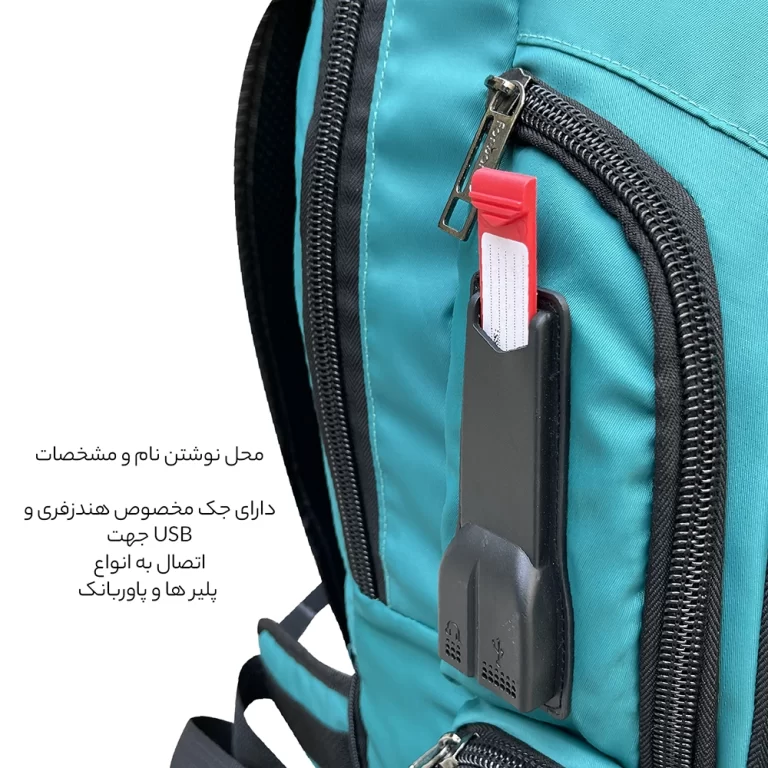 محل نوشتن نام و مشخصات
دارای جک مخصوص هندزفری و
USB جهت
اتصال به انواع
پلیر ها و پاوربانک